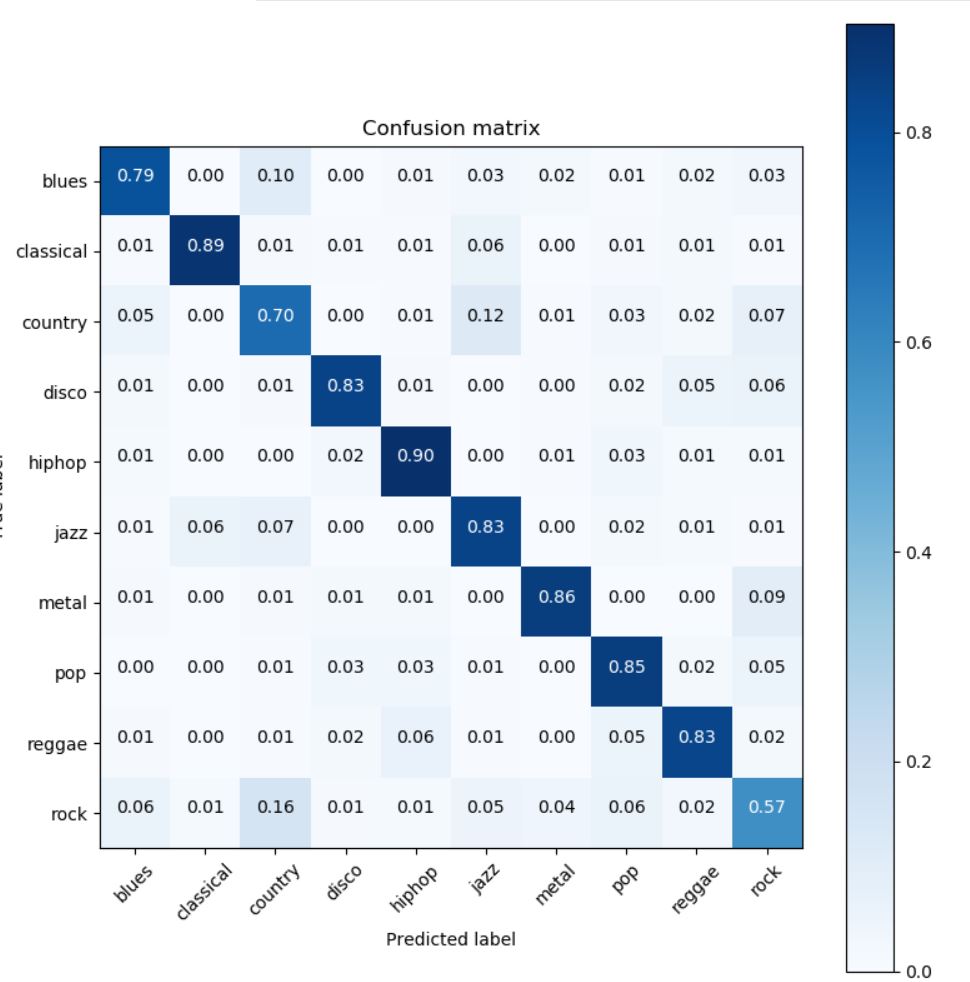 Confusion matrix
blues 0.79 0.00 0.10 0.00 0.01 0.03 0.02 0.01 0.02 0.03
classical 0.01 0.89 0.01 0.01 0.01 0.06 0.00 0.01 0.01 0.01
country 0.05 0.00 0.70 0.00 0.01 0.12 0.01 0.03 0.02 0.07
disco 0.01 0.00 0.01 0.83 0.01 0.00 0.00 0.02 0.05 0.06
hiphop 0.01 0.00 0.00 0.02 0.90 0.00 0.01 0.03 0.01 0.01
jazz 0.01 0.06 0.07 0.00 0.00 0.83 0.00 0.02 0.01 0.01
metal 0.01 0.00 0.01 0.01 0.01 0.00 0.86 0.00 0.00 0.09
pop 0.00 0.00 0.01 0.03 0.03 0.01 0.00 0.85 0.02 0.05
reggae 0.01 0.00 0.01 0.02 0.06 0.01 0.00 0.05 0.83 0.02
rock 0.06 0.01 0.16 0.01 0.01 0.05 0.04 0.06 0.02 0.57
blues classical country disco hiphop jazz metal pop reggae rock
Predicted label
0.8
0.6
0.4
0.2
0.0